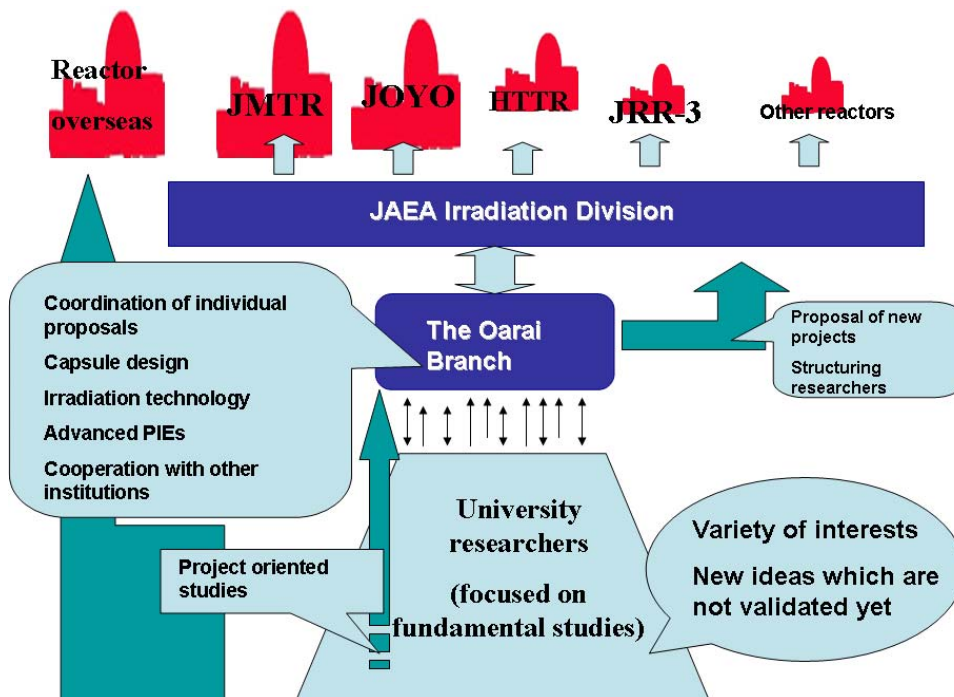 Reactor
overseas
JMTR
JOYO
HTTR
JRR-3
Other reactors
JAEA Irradiation Division
Coordination of individual
proposals
Capsule design
Irradiation technology
Advanced PIEs
Cooperation with other
institutions
The Oarai
Branch
Proposal of new
projects
Structuring
researchers
Project oriented
studies
University
researchers
(focused on
fundamental studies)
Variety of interests
New ideas which are
not validated yet